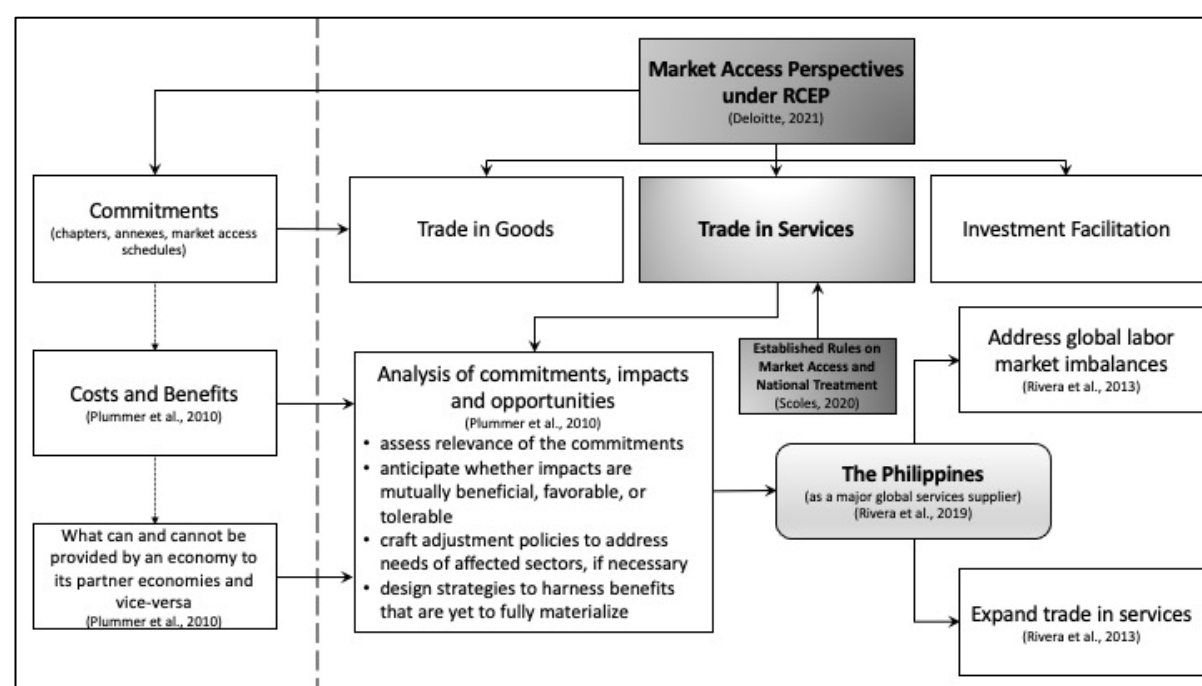 Market Access Perspectives
under RCEP
(Deloitte, 2021)
Commitments
(chapters, annexes, market access
schedules)
Trade in Goods
Trade in Services
Investment Facilitation
Costs and Benefits
(Plummer et al., 2010)
What can and cannot be
provided by an economy to
its partner economies and
vice-versa
(Plummer et al., 2010)
Analysis of commitments, impacts
and opportunities
(Plummer et al., 2010)
• assess relevance of the commitments
• anticipate whether impacts are
mutually beneficial, favorable, or
tolerable
• craft adjustment policies to address
needs of affected sectors, if necessary
• design strategies to harness benefits
that are yet to fully materialize
Established Rules on
Market Access and
National Treatment
(Scoles, 2020)
The Philippines
(as a major global services supplier)
(Rivera et al., 2019)
Address global labor
market imbalances
(Rivera et al., 2013)
Expand trade in services
(Rivera et al., 2013)